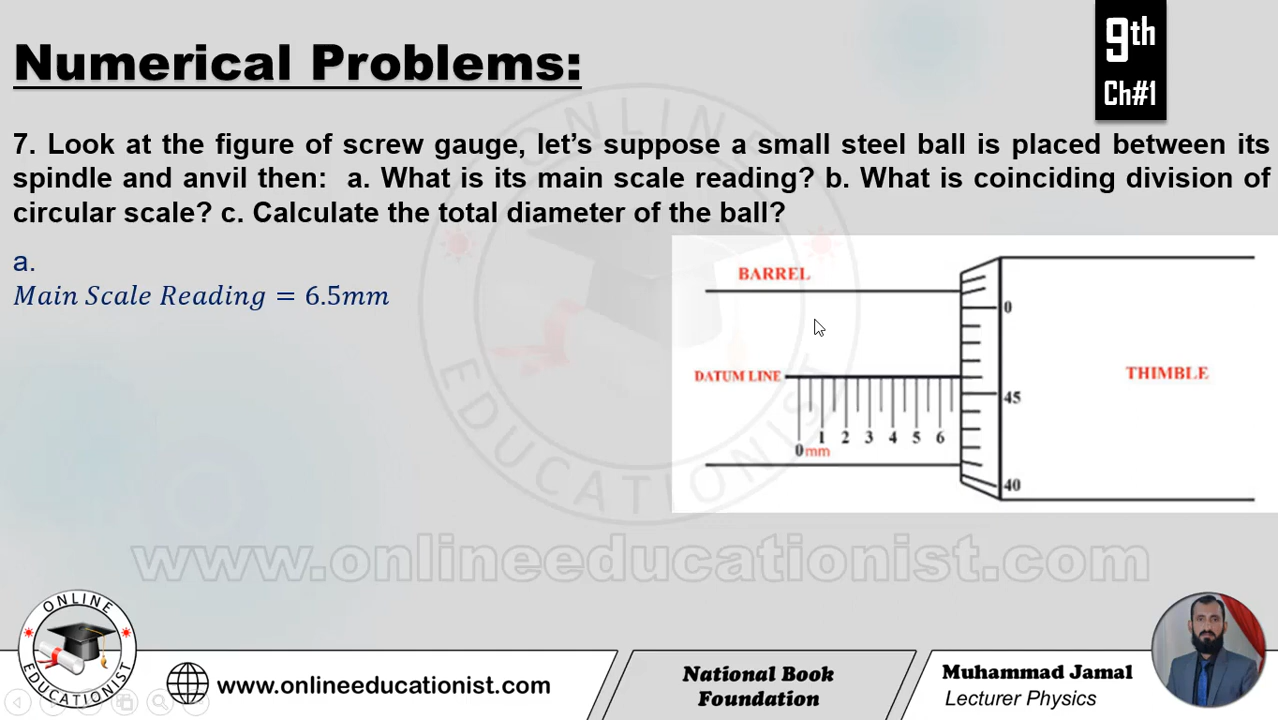 Numerical Problems:
9th
Ch#1
7. Look at the figure of screw gauge, let’s suppose a small steel ball is placed between its
spindle and anvil then: a. What is its main scale reading? b. What is coinciding division of
circular scale? c. Calculate the total diameter of the ball?
a.
Main Scale Reading = 6.5mm
BARREL
0
DATUM LINE
THIMBLE
45
1 2 3 4 5 6
0mm
40
ONLINE
EDUCATIONIST
www.onlineeducationist.com
ONLINE
EDUCATIONIST
www.onlineeducationist.com
National Book
Foundation
Muhammad Jamal
Lecturer Physics